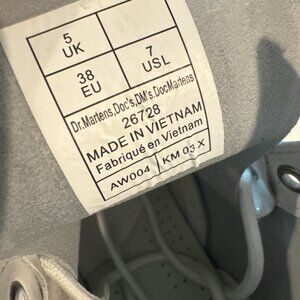 5
UK
38
EU
7
USL
Dr.Martens,Doc's,DM's,DocMartens
26728
MADE IN VIETNAM
Fabriqué en Vietnam
AW004
KM 03 X